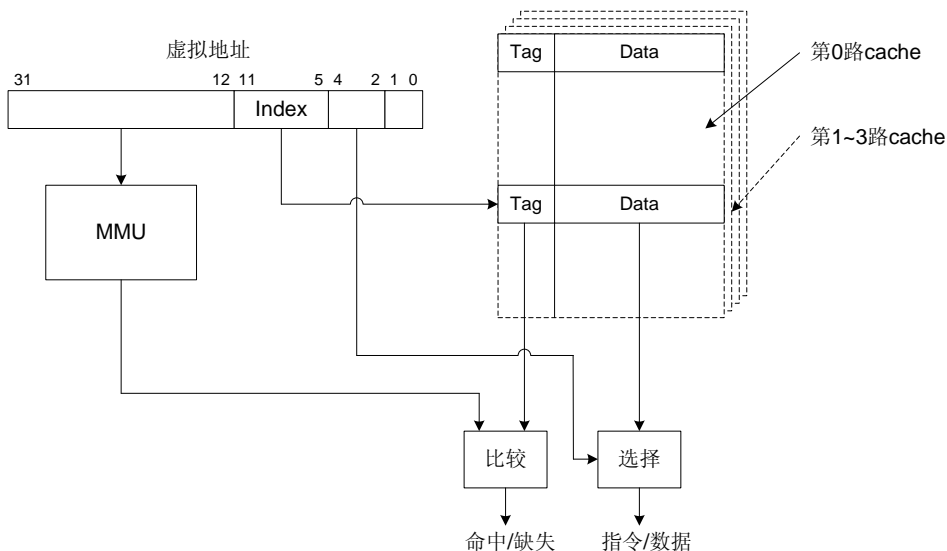 虚拟地址
31 12 11 5 4 2 1 0
Index
MMU
Tag Data
第0路cache
第1~3路cache
Tag Data
比较
选择
命中/缺失
指令/数据